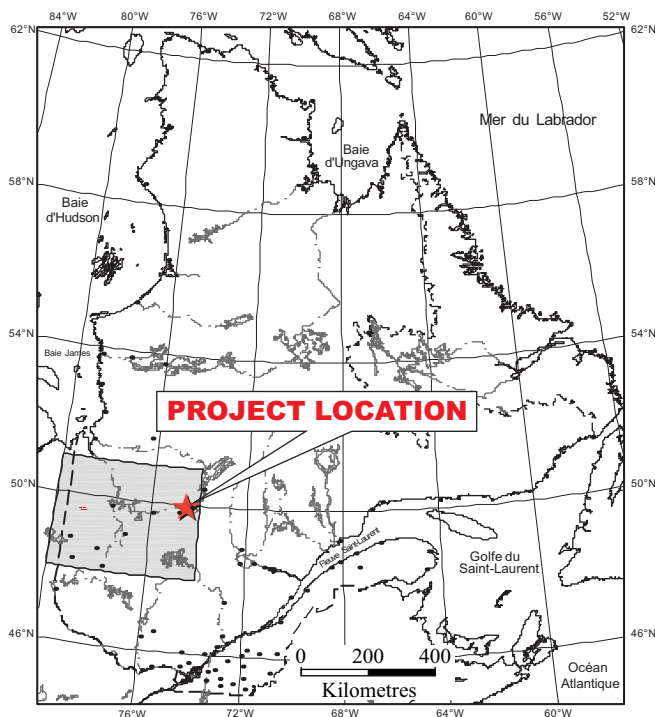 84°W 80°W 76°W 72°W 68°W 64°W 60°W 56°W 52°W
62°N
62°N
Mer du Labrador
Baie
d'Ungava
58°N
58°N
Baie
d'Hudson
54°N
54°N
Baie James
PROJECT LOCATION
50°N
50°N
Fleuve Saint-Laurent
Golfe du
Saint-Laurent
46°N
46°N
0 200 400
Kilometres
Océan
Atlantique
76°W 72°W 68°W 64°W 60°W